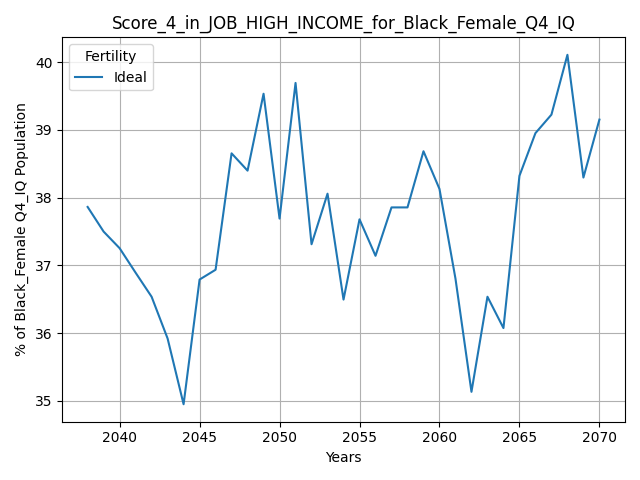 Score_4_in_JOB_HIGH_INCOME_for_Black_Female_Q4_IQ
Fertility
Ideal
% of Black_Female Q4_IQ Population
40
39
38
37
36
35
2040 2045 2050 2055 2060 2065 2070
Years